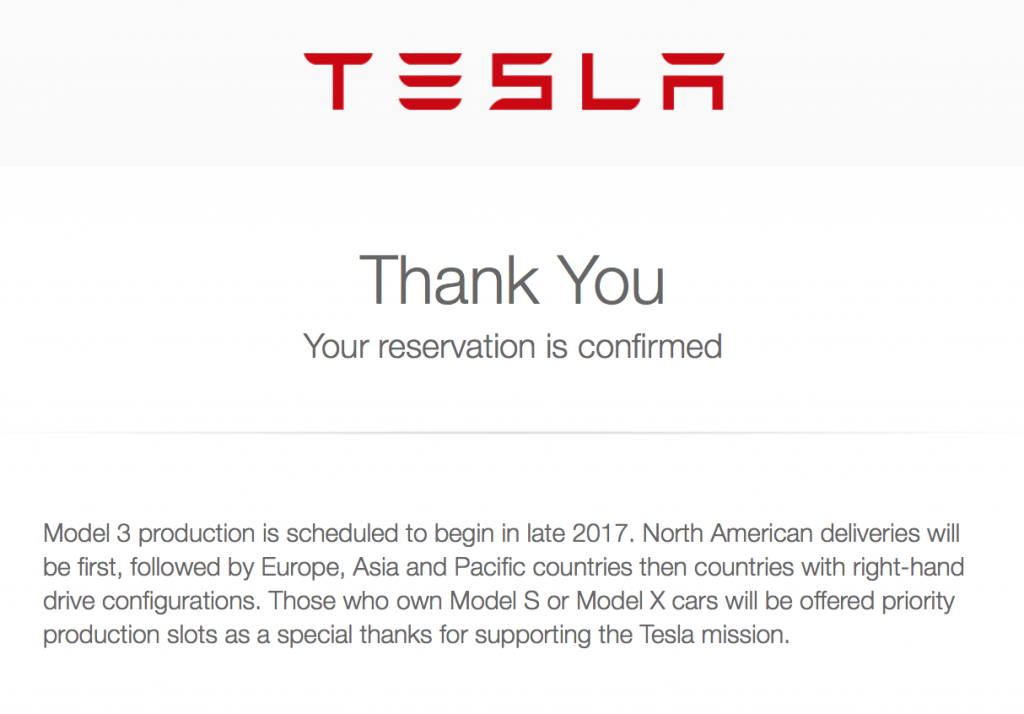 TESLA
Thank You
Your reservation is confirmed
Model 3 production is scheduled to begin in late 2017. North American deliveries will
be first, followed by Europe, Asia and Pacific countries then countries with right-hand
drive configurations. Those who own Model S or Model X cars will be offered priority
production slots as a special thanks for supporting the Tesla mission.